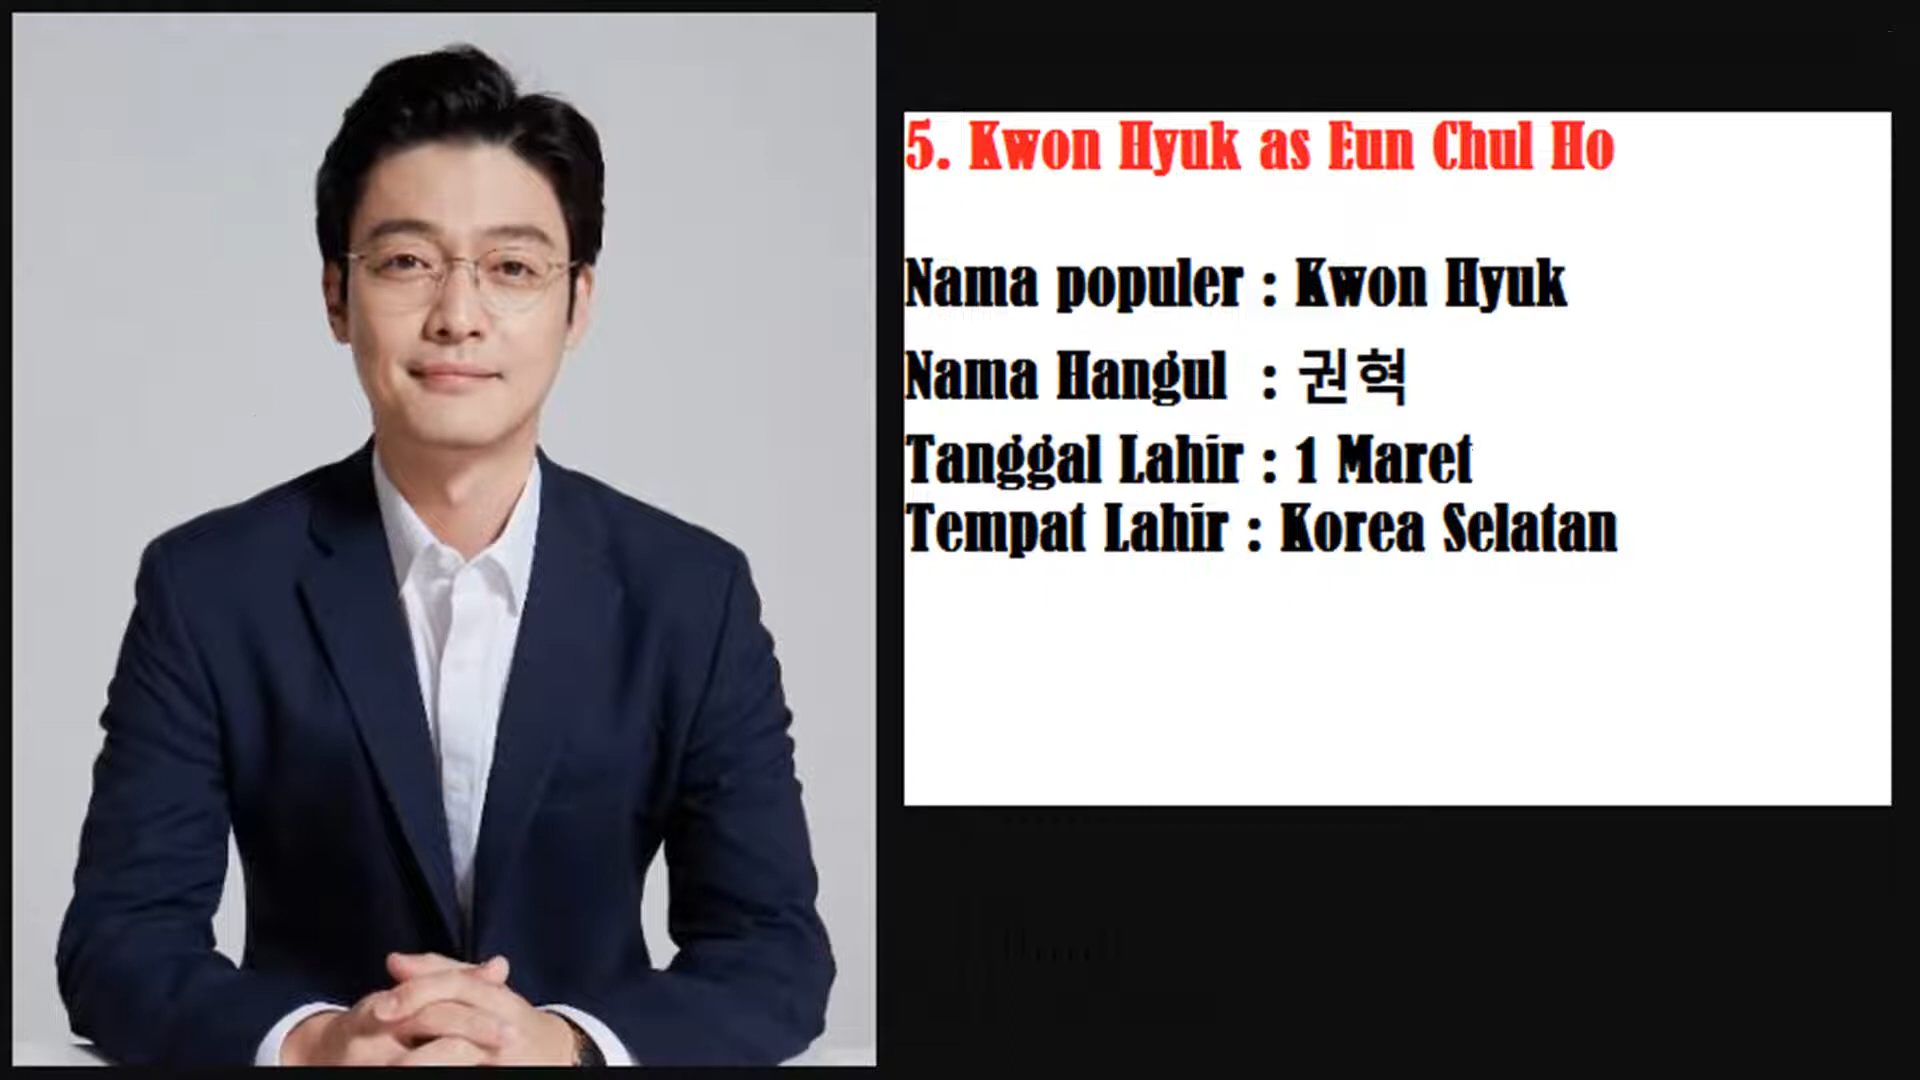 5. Kwon Hyuk as Eun Chul Ho
Nama populer : Kwon Hyuk
Nama Hangul : 권혁
Tanggal Lahir : 1 Maret
Tempat Lahir : Korea Selatan